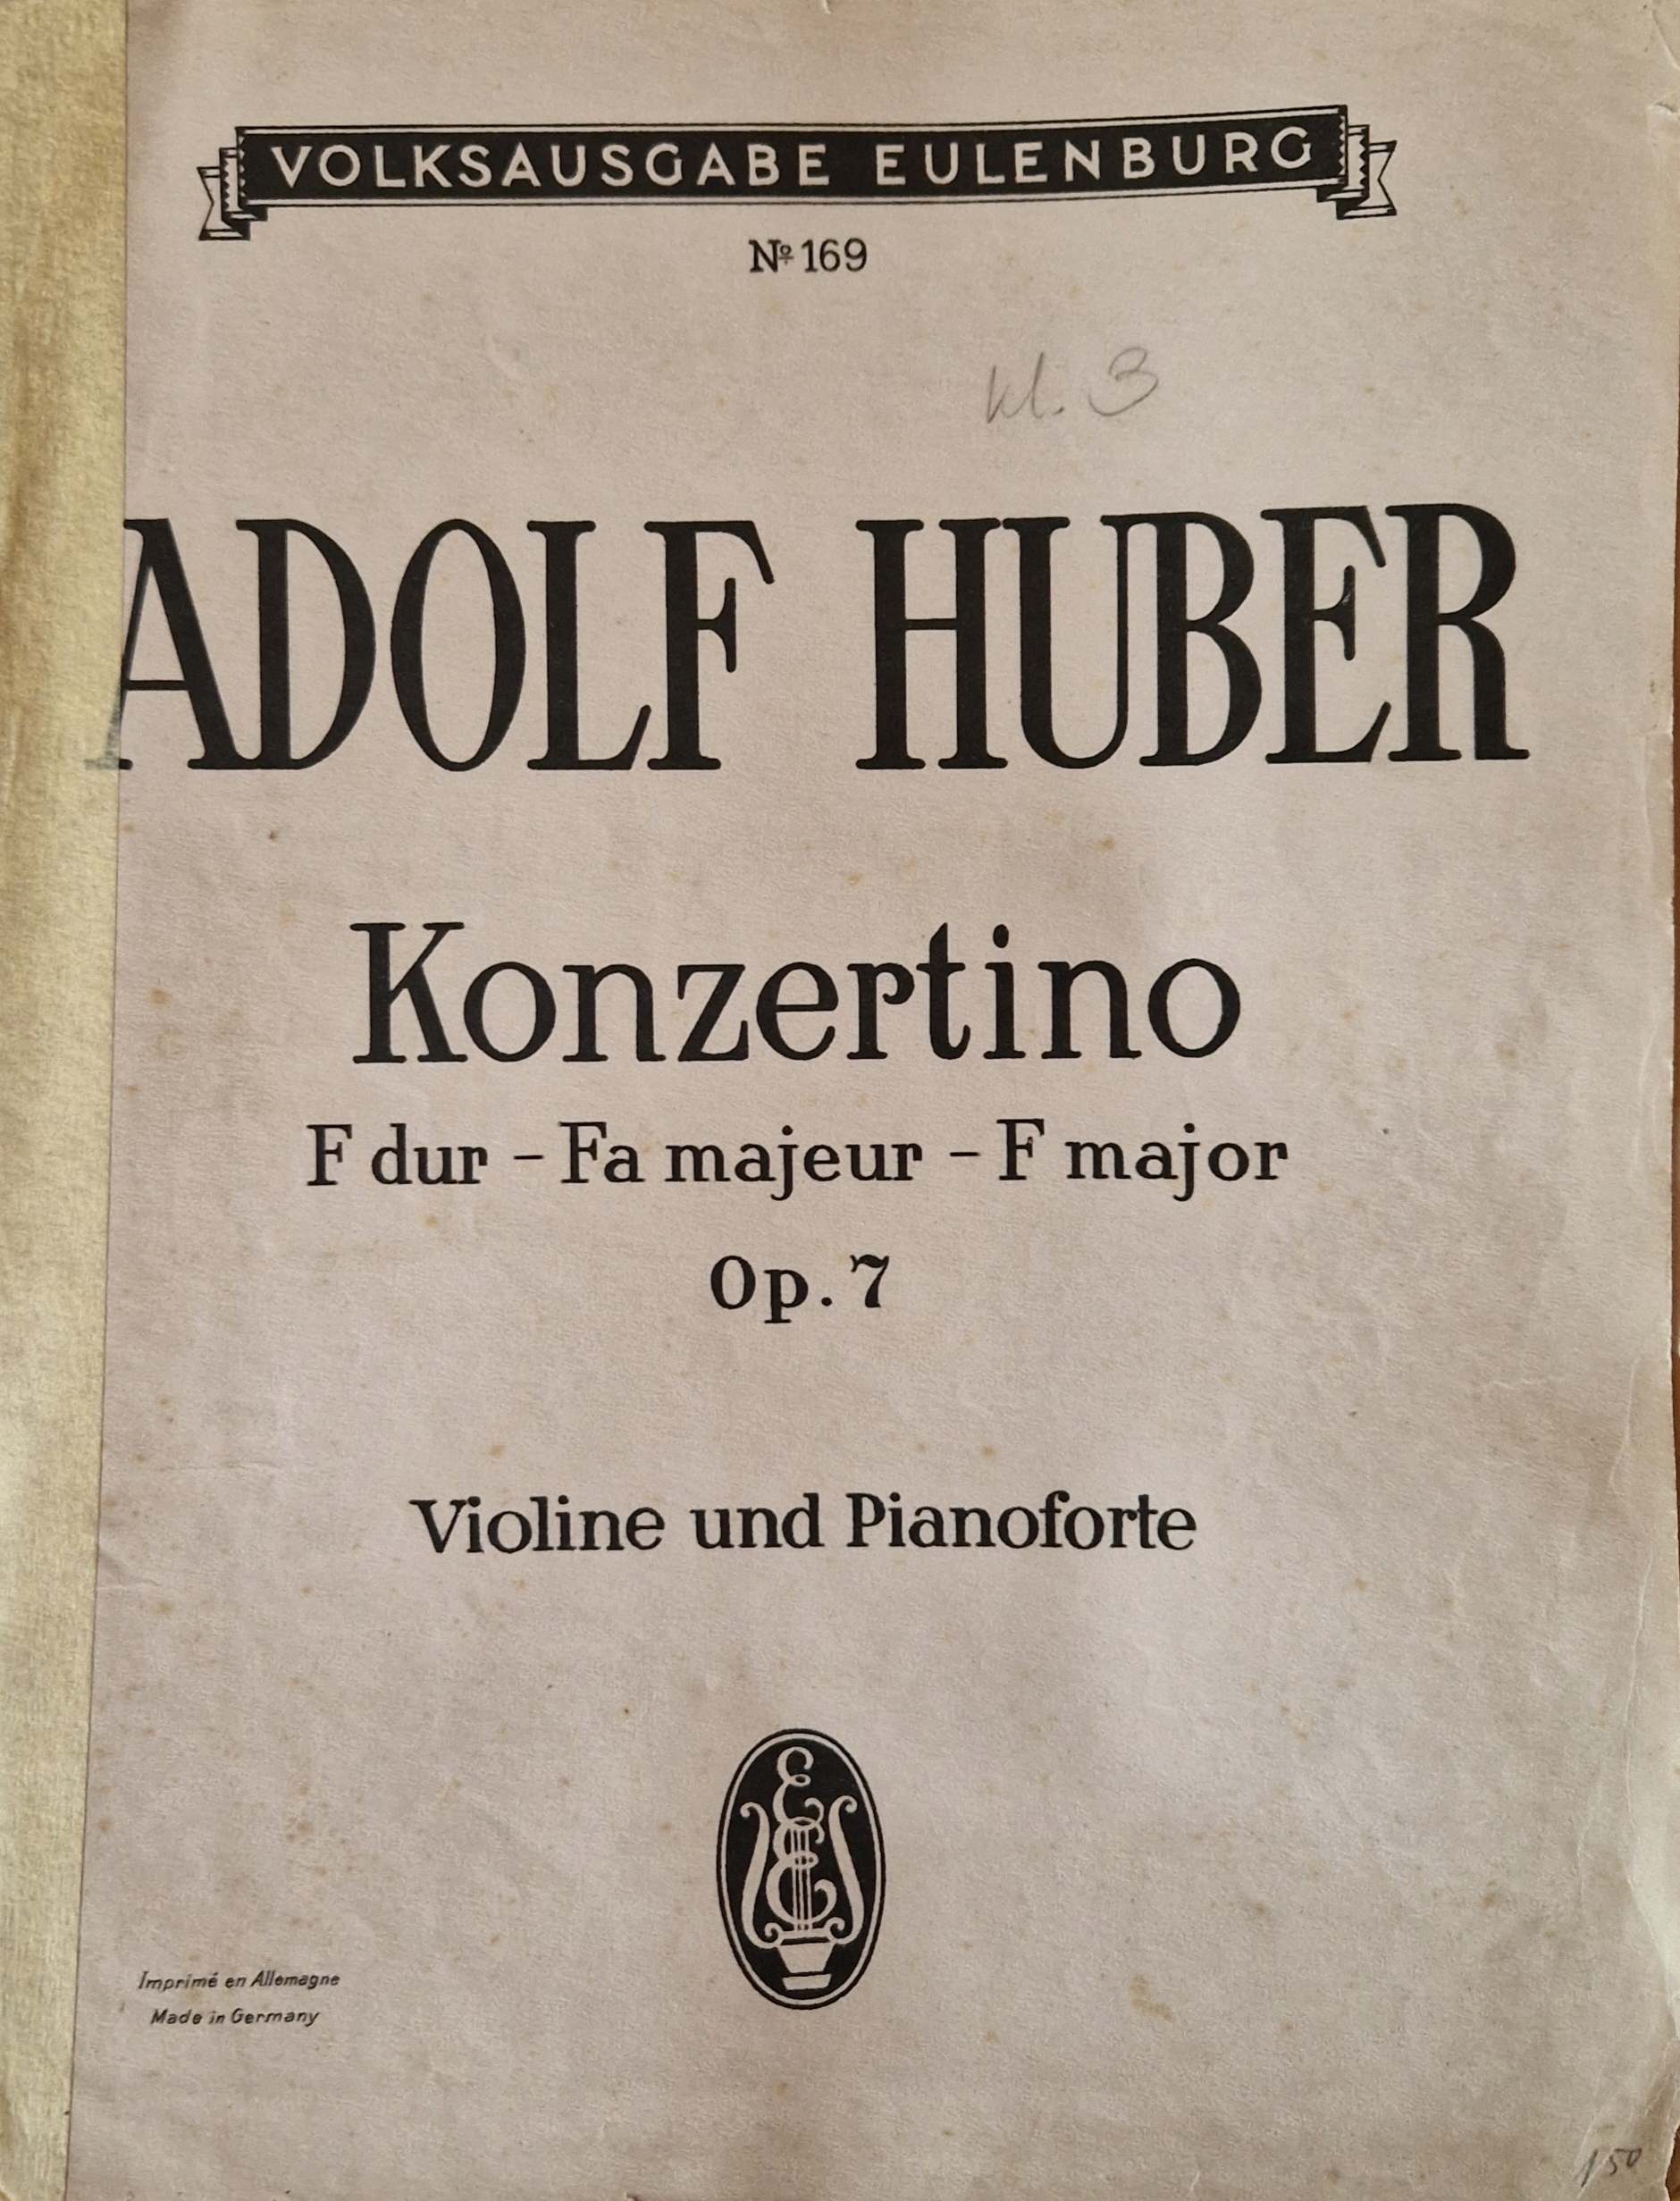 VOLKSAUSGABE EULENBURG
Nº 169
kl. 3
ADOLF HUBER
Konzertino
F dur - Fa majeur - F major
Op. 7
Violine und Pianoforte
E E E
Imprimé en Allemagne
Made in Germany
150